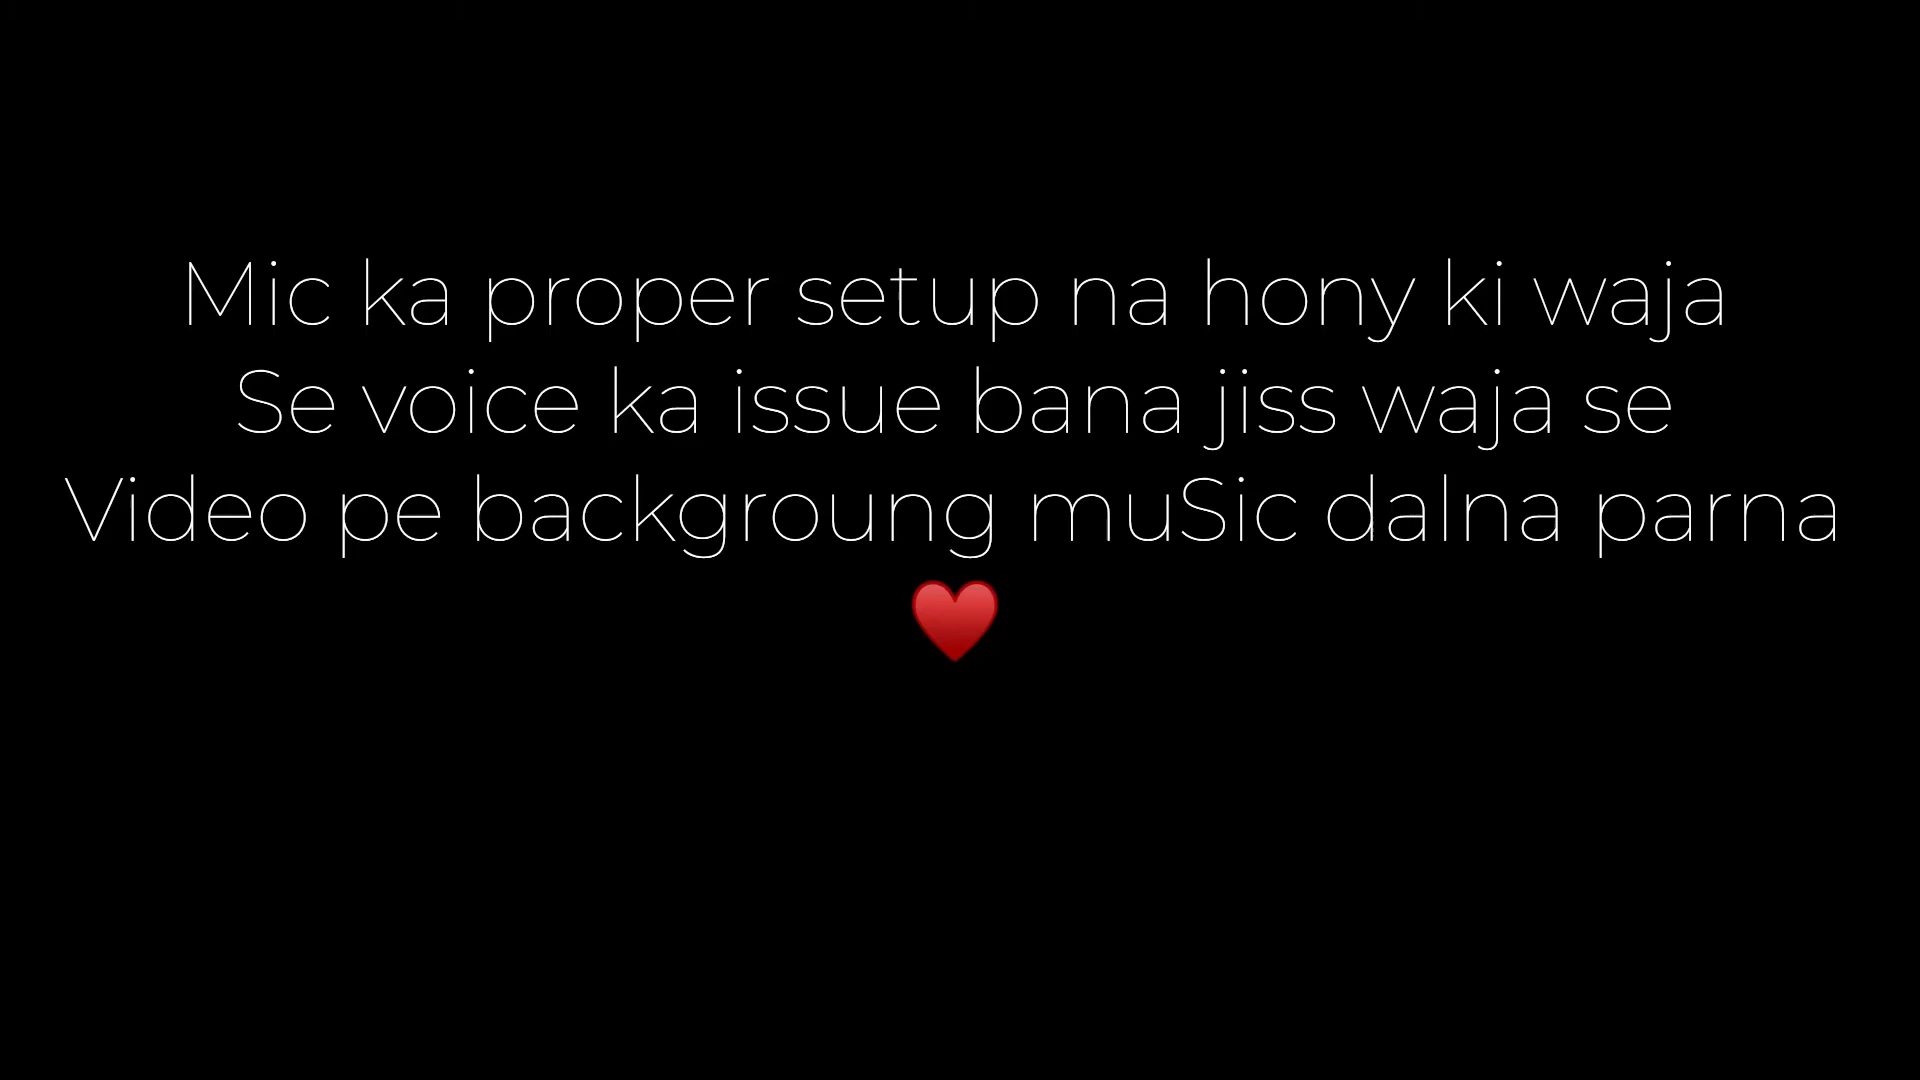 Mic ka proper setup na hony ki waja
Se voice ka issue bana jiss waja se
Video pe backgroung muSic dalna parna
♥️